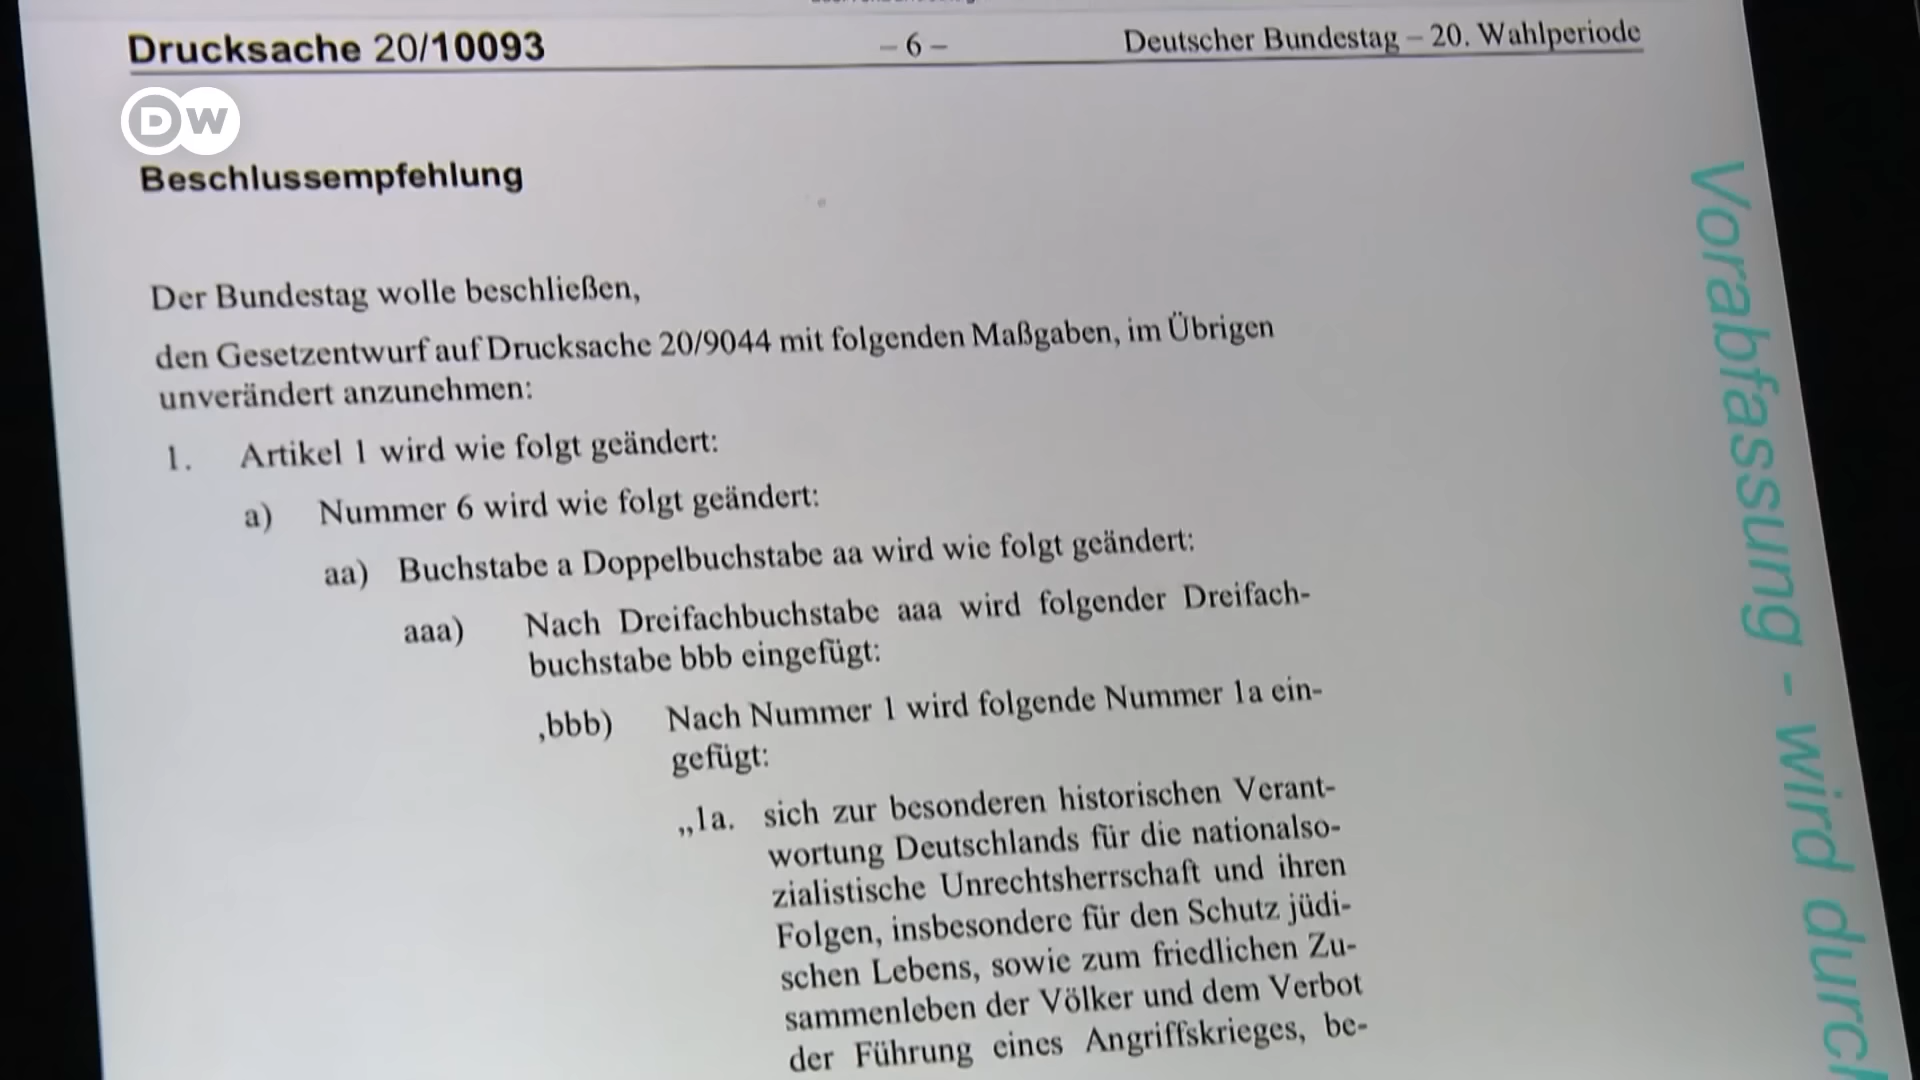 Drucksache 20/10093
– 6 –
Deutscher Bundestag – 20. Wahlperiode
DW
Beschlussempfehlung
Der Bundestag wolle beschließen,
den Gesetzentwurf auf Drucksache 20/9044 mit folgenden Maßgaben, im Übrigen
unverändert anzunehmen:
1. Artikel 1 wird wie folgt geändert:
a) Nummer 6 wird wie folgt geändert:
aa) Buchstabe a Doppelbuchstabe aa wird wie folgt geändert:
aaa) Nach Dreifachbuchstabe aaa wird folgender Dreifach-
buchstabe bbb eingefügt:
‚bbb) Nach Nummer 1 wird folgende Nummer 1a ein-
gefügt:
„1a. sich zur besonderen historischen Verant-
wortung Deutschlands für die nationalso-
zialistische Unrechtsherrschaft und ihren
Folgen, insbesondere für den Schutz jüdi-
schen Lebens, sowie zum friedlichen Zu-
sammenleben der Völker und dem Verbot
der Führung eines Angriffskrieges, be-
Vorabfassung - wird durch